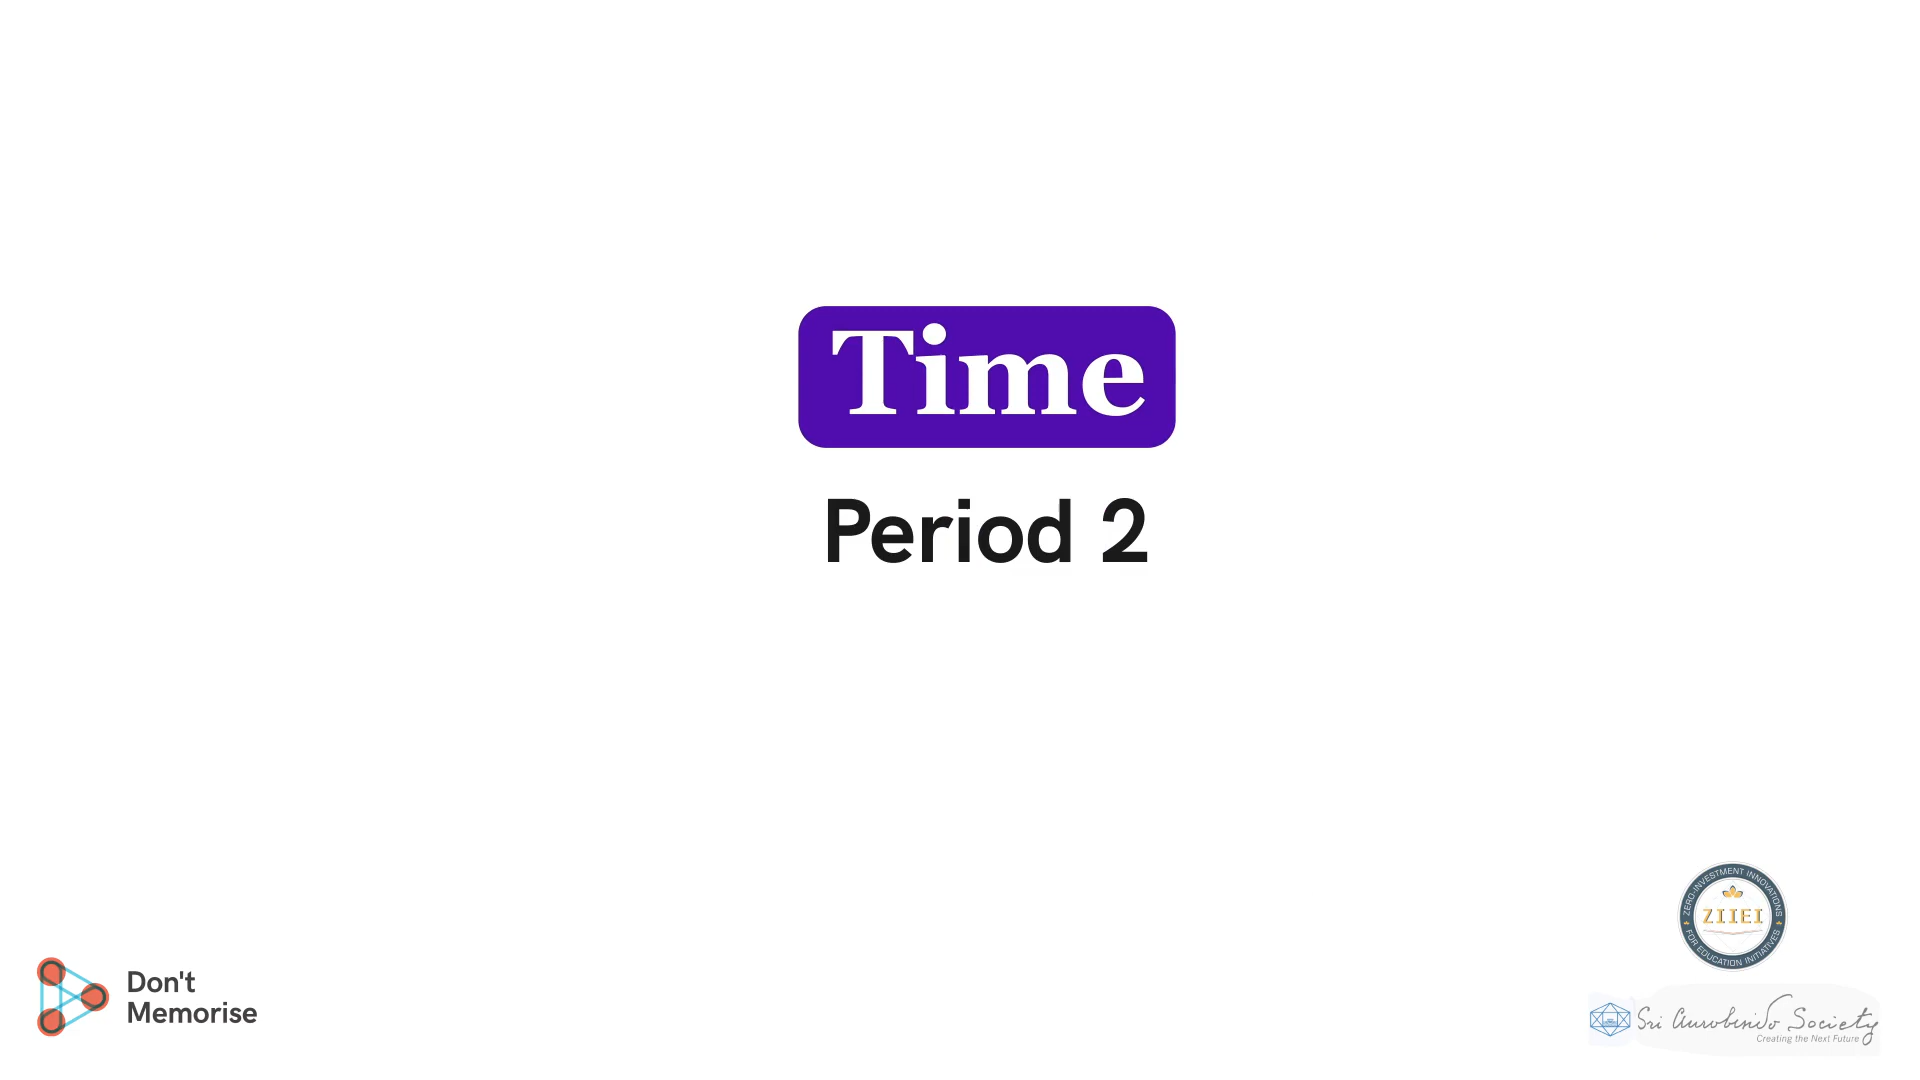 Time
Period 2
ZERO-INVESTMENT INNOVATIONS
ZIIEI
FOR EDUCATION INITIATIVES
Don't
Memorise
Sri Aurobindo Society
Creating the Next Future